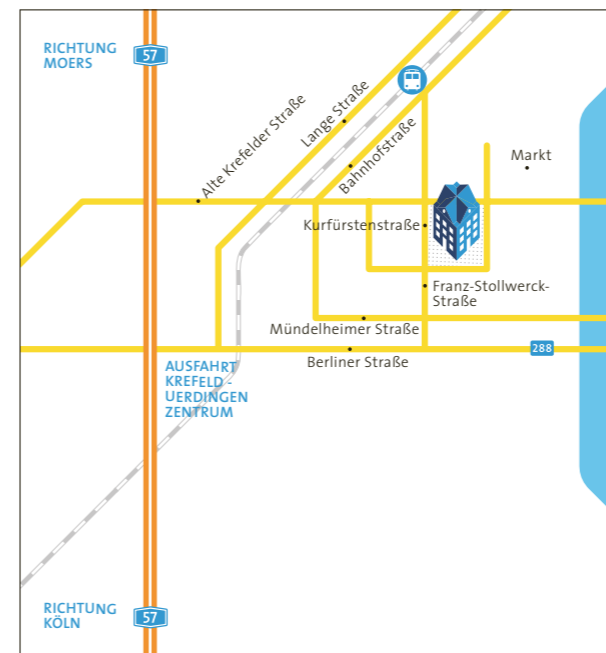 RICHTUNG
MOERS
57
Alte Krefelder Straße
Lange Straße
Bahnhofstraße
Markt
Kurfürstenstraße
Franz-Stollwerck-
Straße
Mündelheimer Straße
288
Berliner Straße
AUSFAHRT
KREFELD -
UERDINGEN
ZENTRUM
RICHTUNG
KÖLN
57